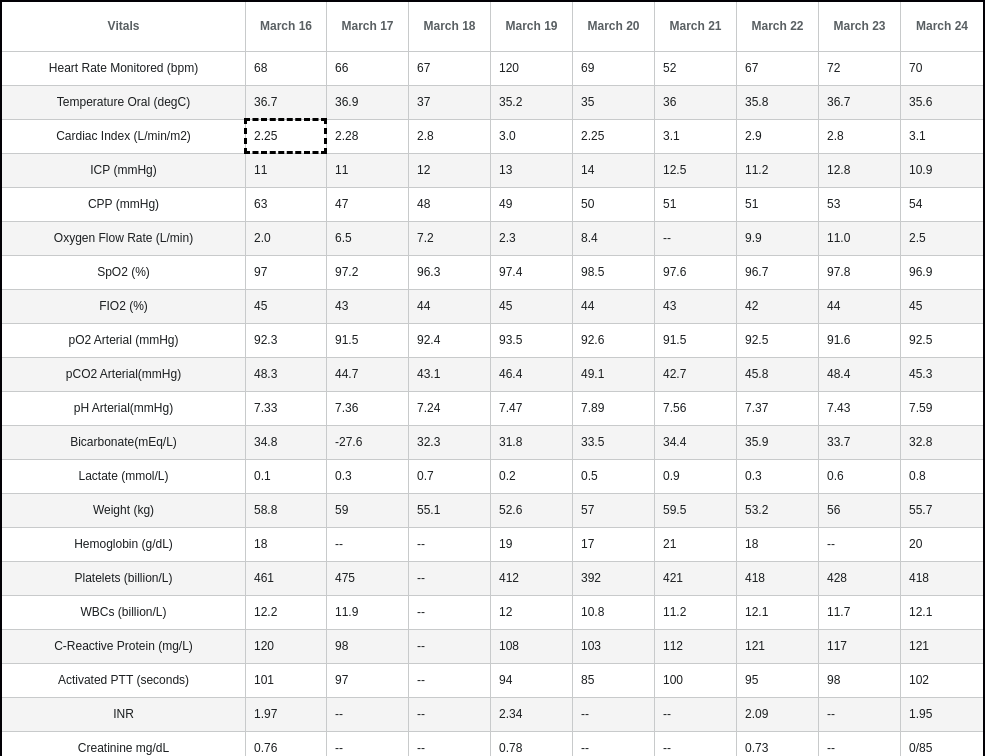 Vitals March 16 March 17 March 18 March 19 March 20 March 21 March 22 March 23 March 24
Heart Rate Monitored (bpm) 68 66 67 120 69 52 67 72 70
Temperature Oral (degC) 36.7 36.9 37 35.2 35 36 35.8 36.7 35.6
Cardiac Index (L/min/m2) 2.25 2.28 2.8 3.0 2.25 3.1 2.9 2.8 3.1
ICP (mmHg) 11 11 12 13 14 12.5 11.2 12.8 10.9
CPP (mmHg) 63 47 48 49 50 51 51 53 54
Oxygen Flow Rate (L/min) 2.0 6.5 7.2 2.3 8.4 -- 9.9 11.0 2.5
SpO2 (%) 97 97.2 96.3 97.4 98.5 97.6 96.7 97.8 96.9
FIO2 (%) 45 43 44 45 44 43 42 44 45
pO2 Arterial (mmHg) 92.3 91.5 92.4 93.5 92.6 91.5 92.5 91.6 92.5
pCO2 Arterial(mmHg) 48.3 44.7 43.1 46.4 49.1 42.7 45.8 48.4 45.3
pH Arterial(mmHg) 7.33 7.36 7.24 7.47 7.89 7.56 7.37 7.43 7.59
Bicarbonate(mEq/L) 34.8 -27.6 32.3 31.8 33.5 34.4 35.9 33.7 32.8
Lactate (mmol/L) 0.1 0.3 0.7 0.2 0.5 0.9 0.3 0.6 0.8
Weight (kg) 58.8 59 55.1 52.6 57 59.5 53.2 56 55.7
Hemoglobin (g/dL) 18 -- -- 19 17 21 18 -- 20
Platelets (billion/L) 461 475 -- 412 392 421 418 428 418
WBCs (billion/L) 12.2 11.9 -- 12 10.8 11.2 12.1 11.7 12.1
C-Reactive Protein (mg/L) 120 98 -- 108 103 112 121 117 121
Activated PTT (seconds) 101 97 -- 94 85 100 95 98 102
INR 1.97 -- -- 2.34 -- -- 2.09 -- 1.95
Creatinine mg/dL 0.76 -- -- 0.78 -- -- 0.73 -- 0/85